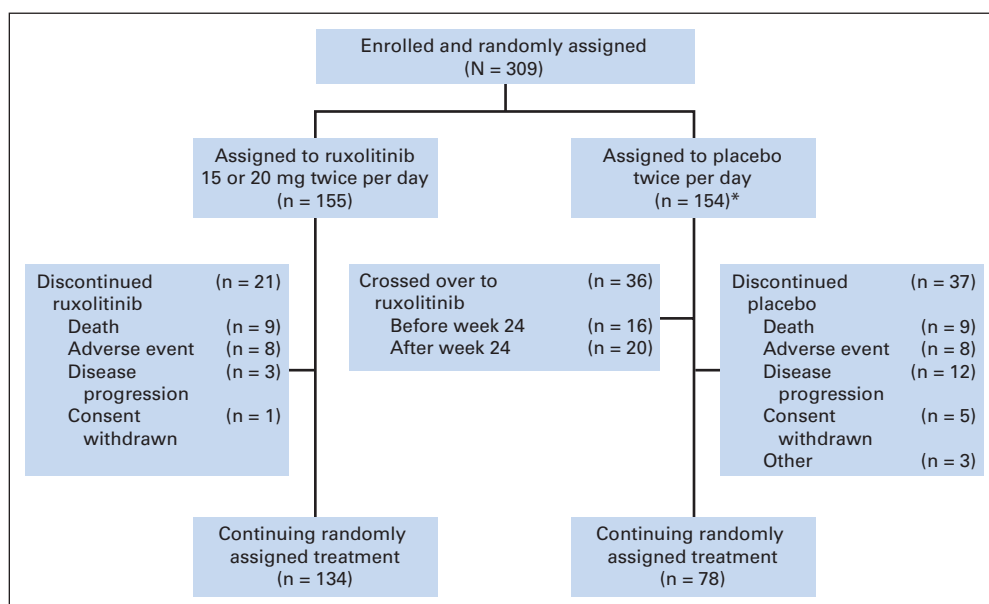 Enrolled and randomly assigned
(N = 309)
Assigned to ruxolitinib
15 or 20 mg twice per day
(n = 155)
Assigned to placebo
twice per day
(n = 154)*
Discontinued (n = 21)
ruxolitinib
Death (n = 9)
Adverse event (n = 8)
Disease (n = 3)
progression
Consent (n = 1)
withdrawn
Crossed over to (n = 36)
ruxolitinib
Before week 24 (n = 16)
After week 24 (n = 20)
Discontinued (n = 37)
placebo
Death (n = 9)
Adverse event (n = 8)
Disease (n = 12)
progression
Consent (n = 5)
withdrawn
Other (n = 3)
Continuing randomly
assigned treatment
(n = 134)
Continuing randomly
assigned treatment
(n = 78)